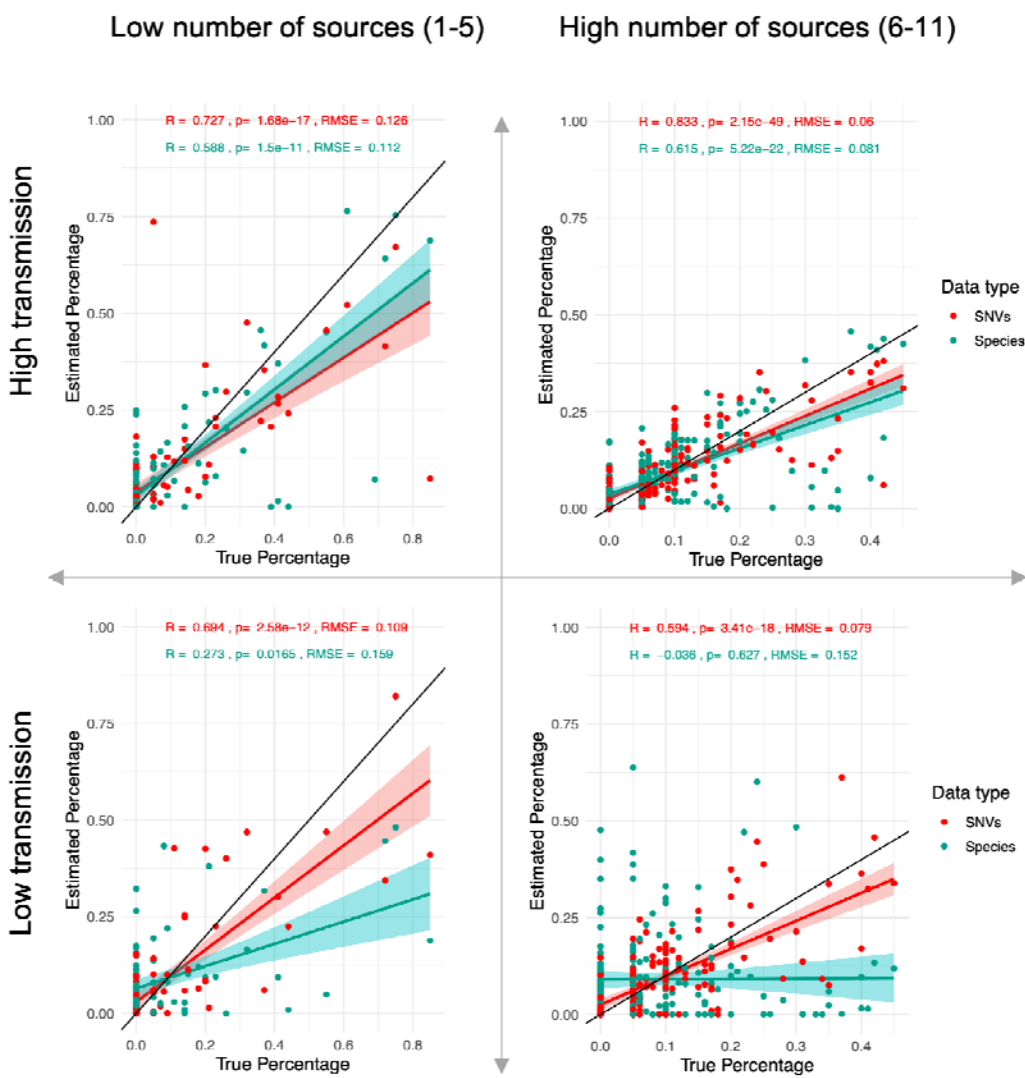 Low number of sources (1-5)
High number of sources (6-11)
High transmission
R = 0.727 , p= 1.68e−17 , RMSE = 0.126
R = 0.588 , p= 1.5e−11 , RMSE = 0.112
1.00
0.75
0.50
0.25
0.00
Estimated Percentage
0.0 0.2 0.4 0.6 0.8
True Percentage
R = 0.833 , p= 2.15e−49 , RMSE = 0.06
R = 0.615 , p= 5.22e−22 , RMSE = 0.081
1.00
0.75
0.50
0.25
0.00
Estimated Percentage
0.0 0.1 0.2 0.3 0.4
True Percentage
Data type
SNVs
Species
Low transmission
R = 0.694 , p= 2.58e−12 , RMSE = 0.109
R = 0.273 , p= 0.0165 , RMSE = 0.159
1.00
0.75
0.50
0.25
0.00
Estimated Percentage
0.0 0.2 0.4 0.6 0.8
True Percentage
R = 0.594 , p= 3.41e−18 , RMSE = 0.079
R = −0.036 , p= 0.627 , RMSE = 0.152
1.00
0.75
0.50
0.25
0.00
Estimated Percentage
0.0 0.1 0.2 0.3 0.4
True Percentage
Data type
SNVs
Species